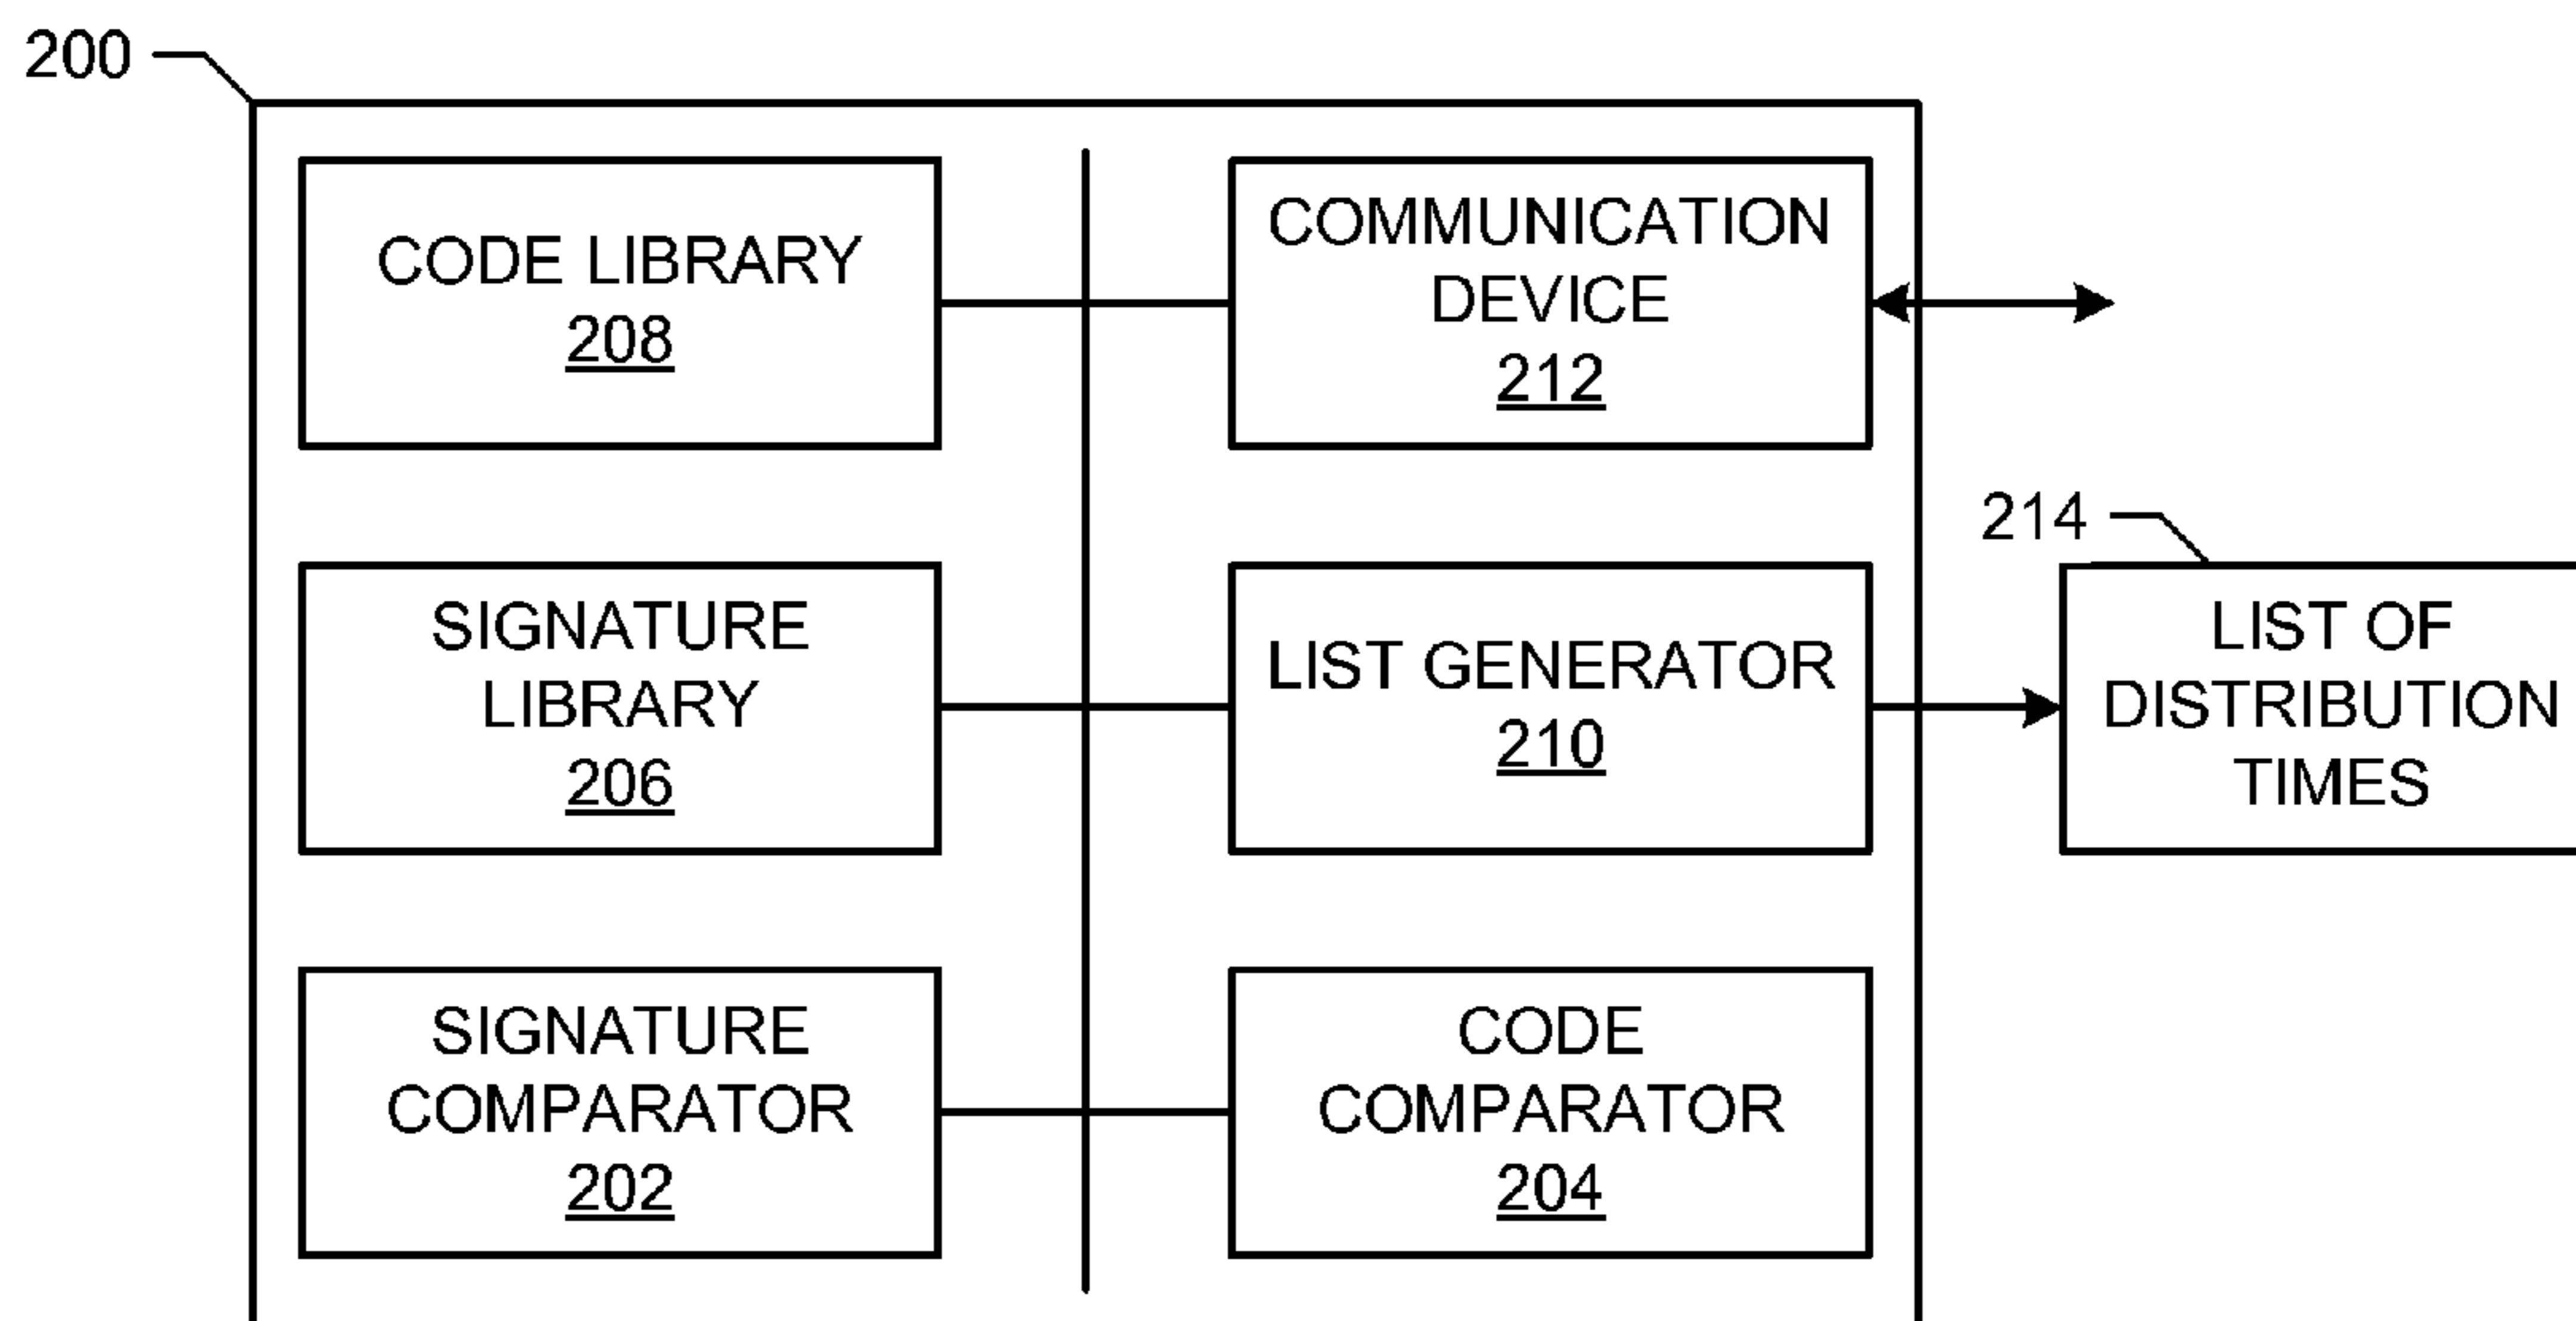 200
CODE LIBRARY
208
COMMUNICATION
DEVICE
212
214
SIGNATURE
LIBRARY
206
LIST GENERATOR
210
LIST OF
DISTRIBUTION
TIMES
SIGNATURE
COMPARATOR
202
CODE
COMPARATOR
204